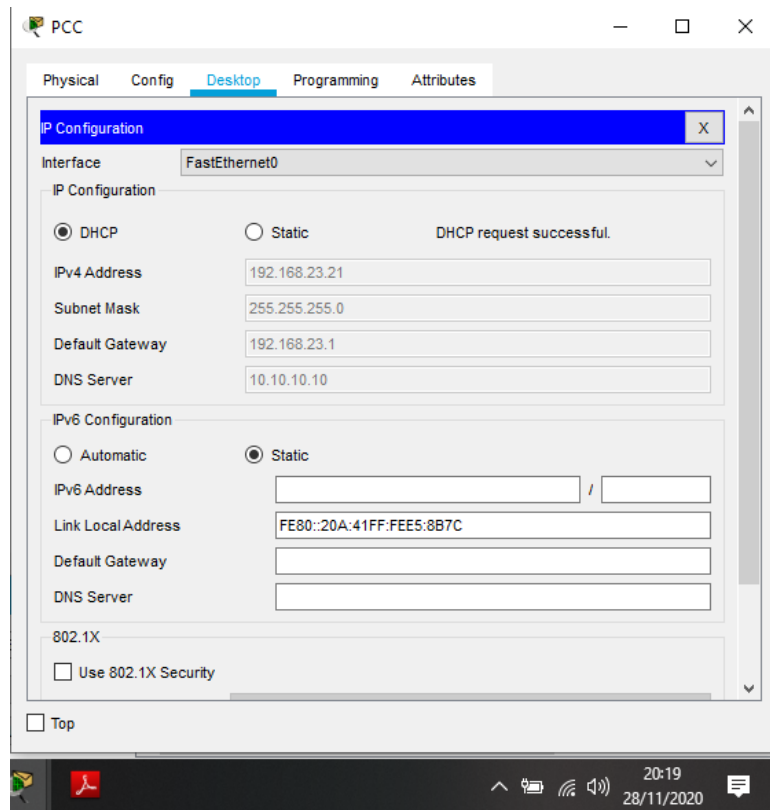 PCC
Physical Config Desktop Programming Attributes
IP Configuration X
Interface FastEthernet0
IP Configuration
DHCP Static DHCP request successful.
IPv4 Address 192.168.23.21
Subnet Mask 255.255.255.0
Default Gateway 192.168.23.1
DNS Server 10.10.10.10
IPv6 Configuration
Automatic Static
IPv6 Address /
Link Local Address FE80::20A:41FF:FEE5:8B7C
Default Gateway
DNS Server
802.1X
Use 802.1X Security
Top
20:19
28/11/2020